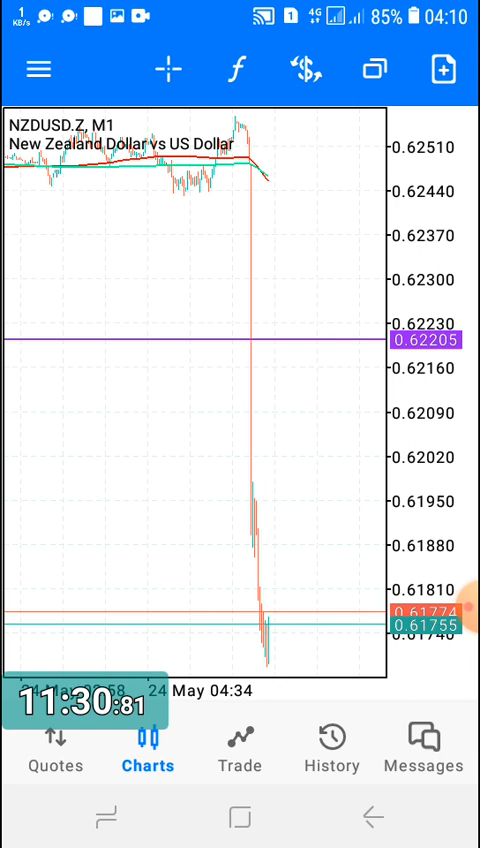 1
KB/s
1
4G
85%
04:10
f
$
NZDUSD.Z, M1
New Zealand Dollar vs US Dollar
0.62510
0.62440
0.62370
0.62300
0.62230
0.62205
0.62160
0.62090
0.62020
0.61950
0.61880
0.61810
0.61774
0.61755
0.61740
24 May 04:34
11:30:81
Quotes
Charts
Trade
History
Messages